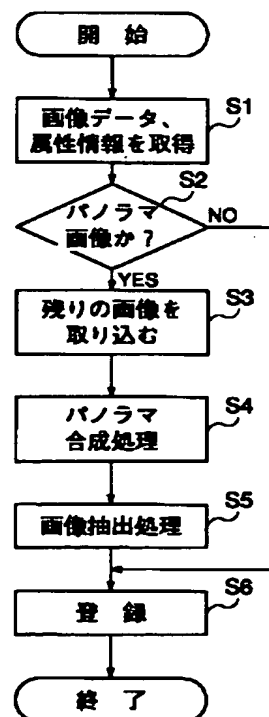 開始
S1
画像データ、
属性情報を取得
S2
パノラマ
画像か？
NO
YES
S3
残りの画像を
取り込む
S4
パノラマ
合成処理
S5
画像抽出処理
S6
登録
終了